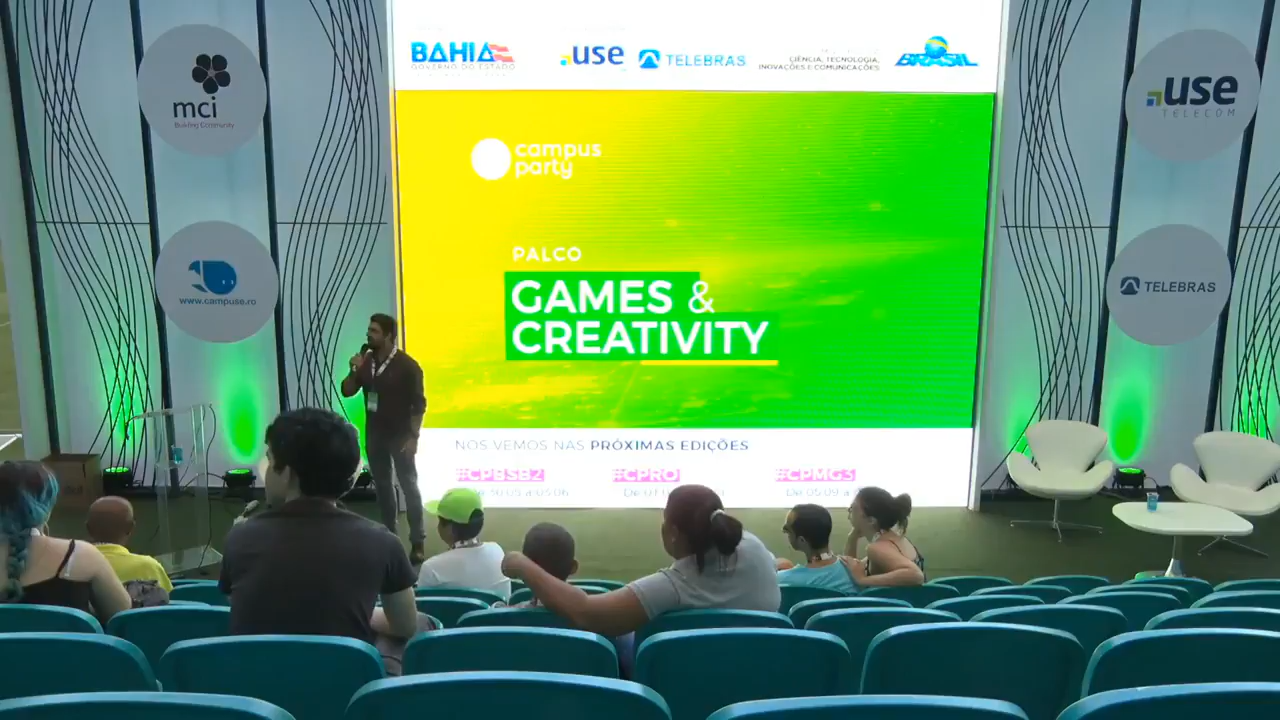 BAHIA
GOVERNO DO ESTADO
use
TELEBRAS
CIÊNCIA, TECNOLOGIA,
INOVAÇÕES E COMUNICAÇÕES
BRASIL
mci
Building Community
www.campuse.ro
use
TELECOM
TELEBRAS
campus
party
PALCO
GAMES &
CREATIVITY
NOS VEMOS NAS PRÓXIMAS EDIÇÕES
#CPBSB2
#CPRO
#CPMG3